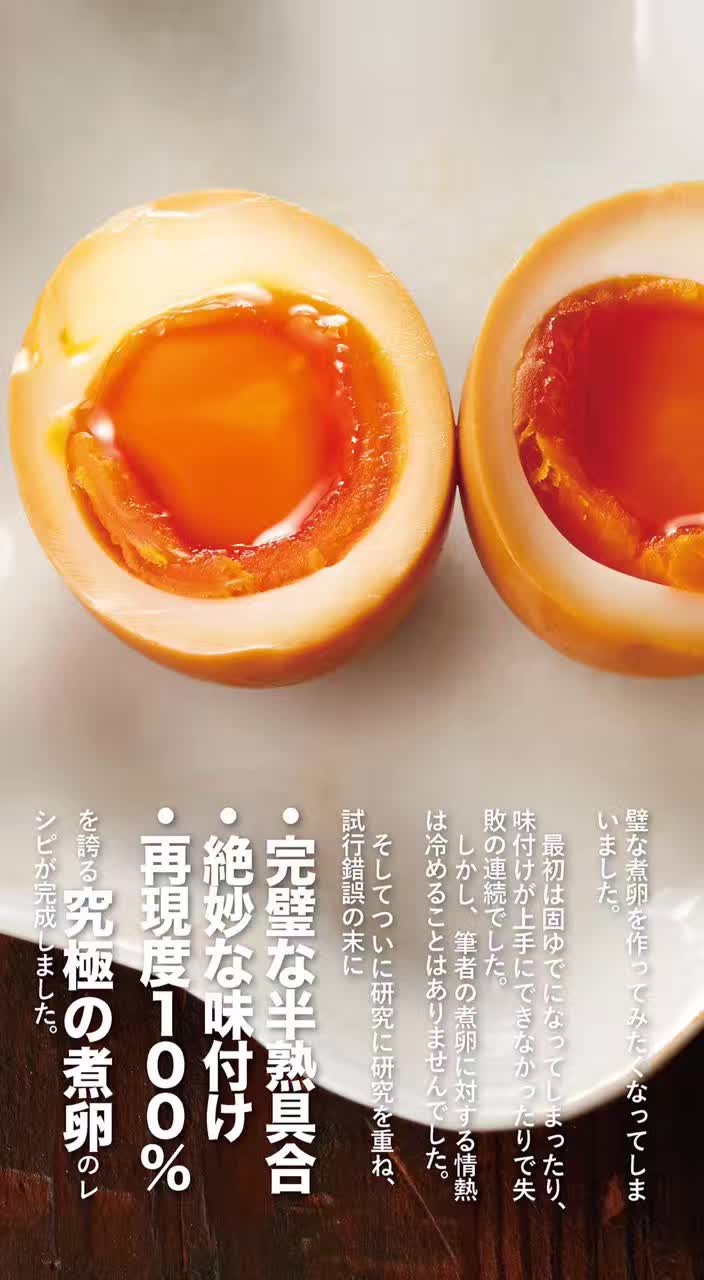 璧な煮卵を作ってみたくなってしま
いました。
最初は固ゆでになってしまったり、
味付けが上手にできなかったりで失
敗の連続でした。
しかし、筆者の煮卵に対する情熱
は冷めることはありませんでした。
そしてついに研究に研究を重ね、
試行錯誤の末に
・完璧な半熟具合
・絶妙な味付け
・再現度100%
を誇る究極の煮卵のレ
シピが完成しました。